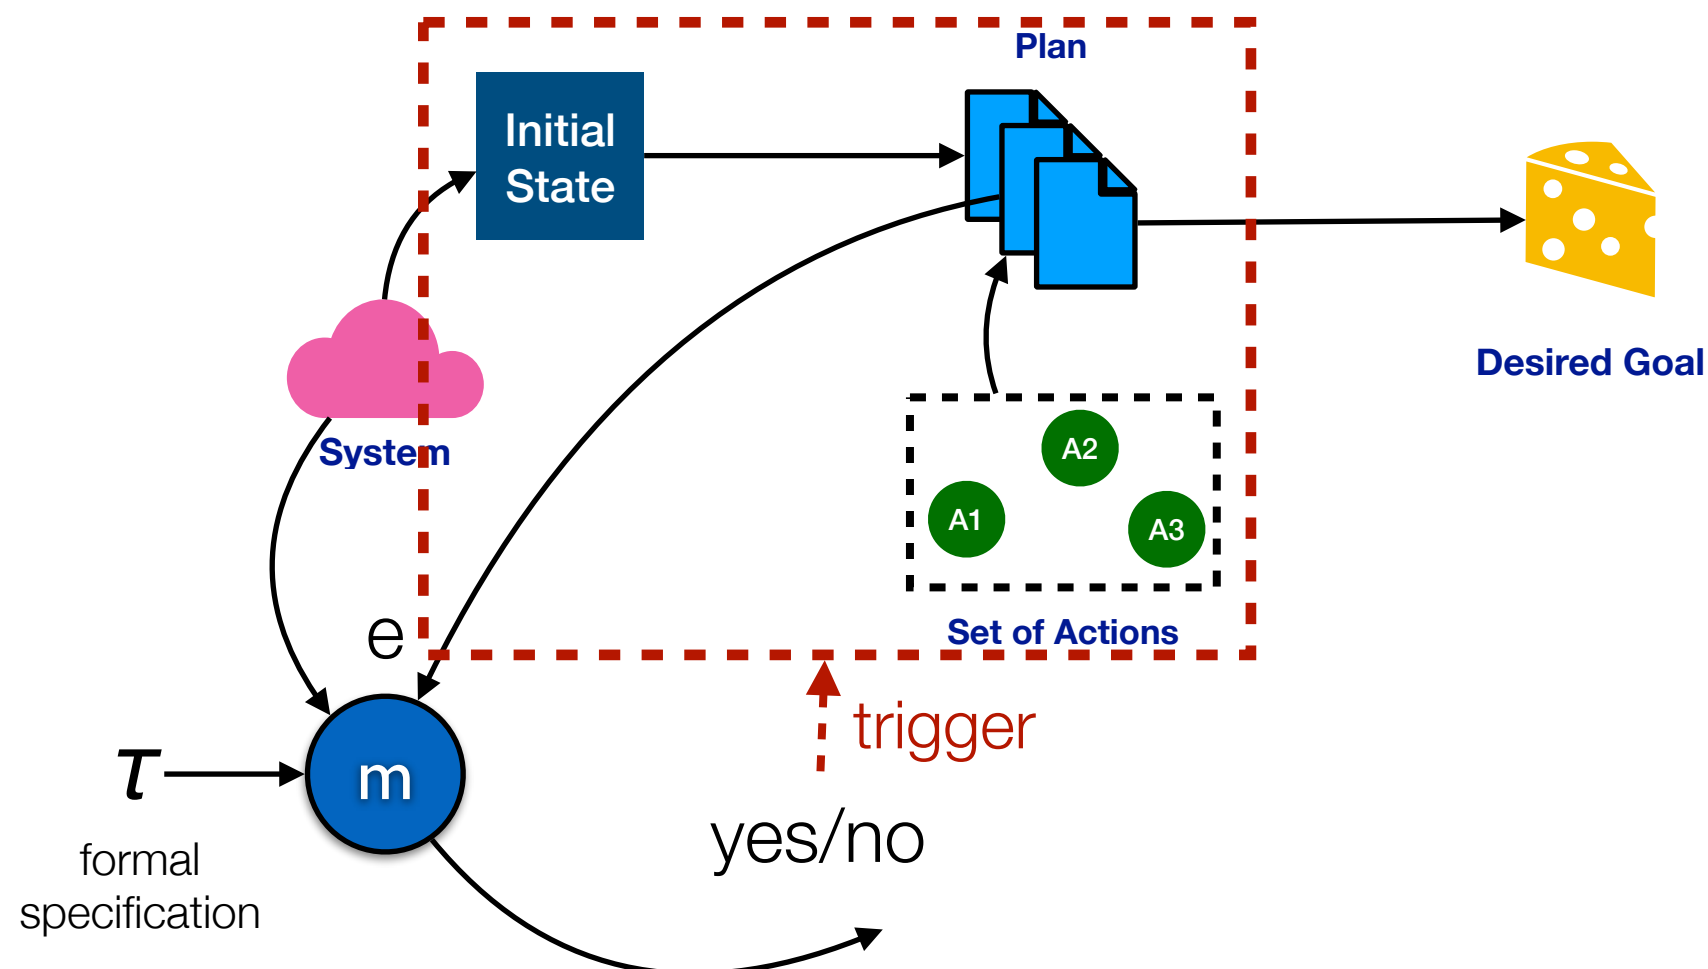 Plan
Initial
State
Desired Goal
System
A2
A1
A3
e
Set of Actions
trigger
τ
m
yes/no
formal
specification